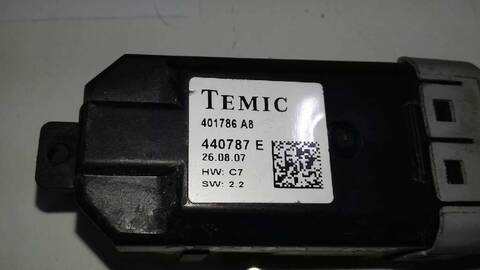 TEMIC
401786 A8
440787 E
26.08.07
HW: C7
SW: 2.2